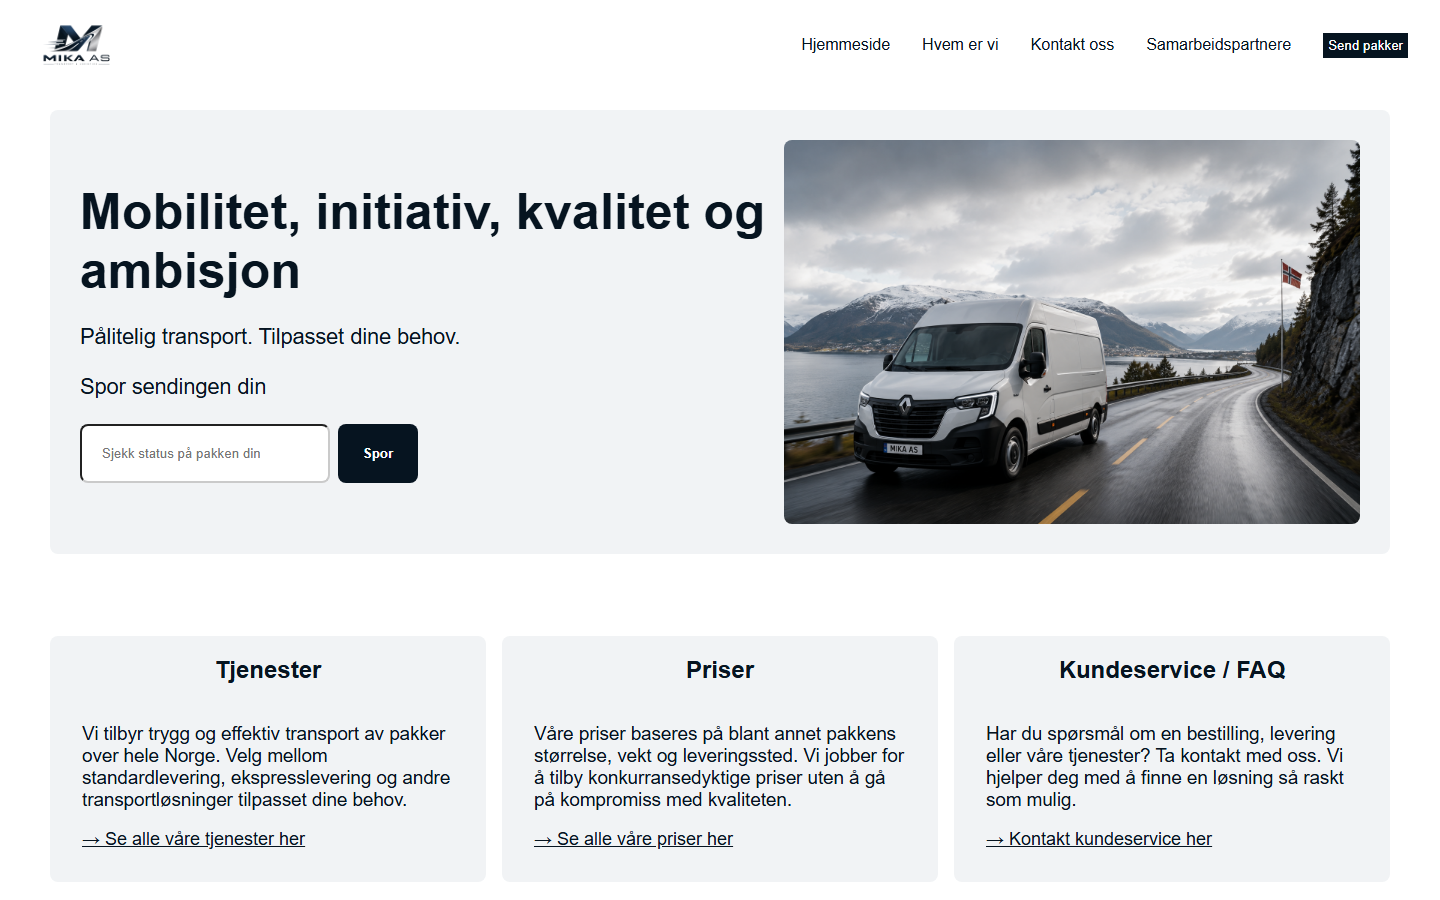 MIKA AS
Hjemmeside
Hvem er vi
Kontakt oss
Samarbeidspartnere
Send pakker
Mobilitet, initiativ, kvalitet og
ambisjon
Pålitelig transport. Tilpasset dine behov.
Spor sendingen din
Sjekk status på pakken din
Spor
MIKA AS
Tjenester
Vi tilbyr trygg og effektiv transport av pakker
over hele Norge. Velg mellom
standardlevering, ekspresslevering og andre
transportløsninger tilpasset dine behov.
→ Se alle våre tjenester her
Priser
Våre priser baseres på blant annet pakkens
størrelse, vekt og leveringssted. Vi jobber for
å tilby konkurransedyktige priser uten å gå
på kompromiss med kvaliteten.
→ Se alle våre priser her
Kundeservice / FAQ
Har du spørsmål om en bestilling, levering
eller våre tjenester? Ta kontakt med oss. Vi
hjelper deg med å finne en løsning så raskt
som mulig.
→ Kontakt kundeservice her